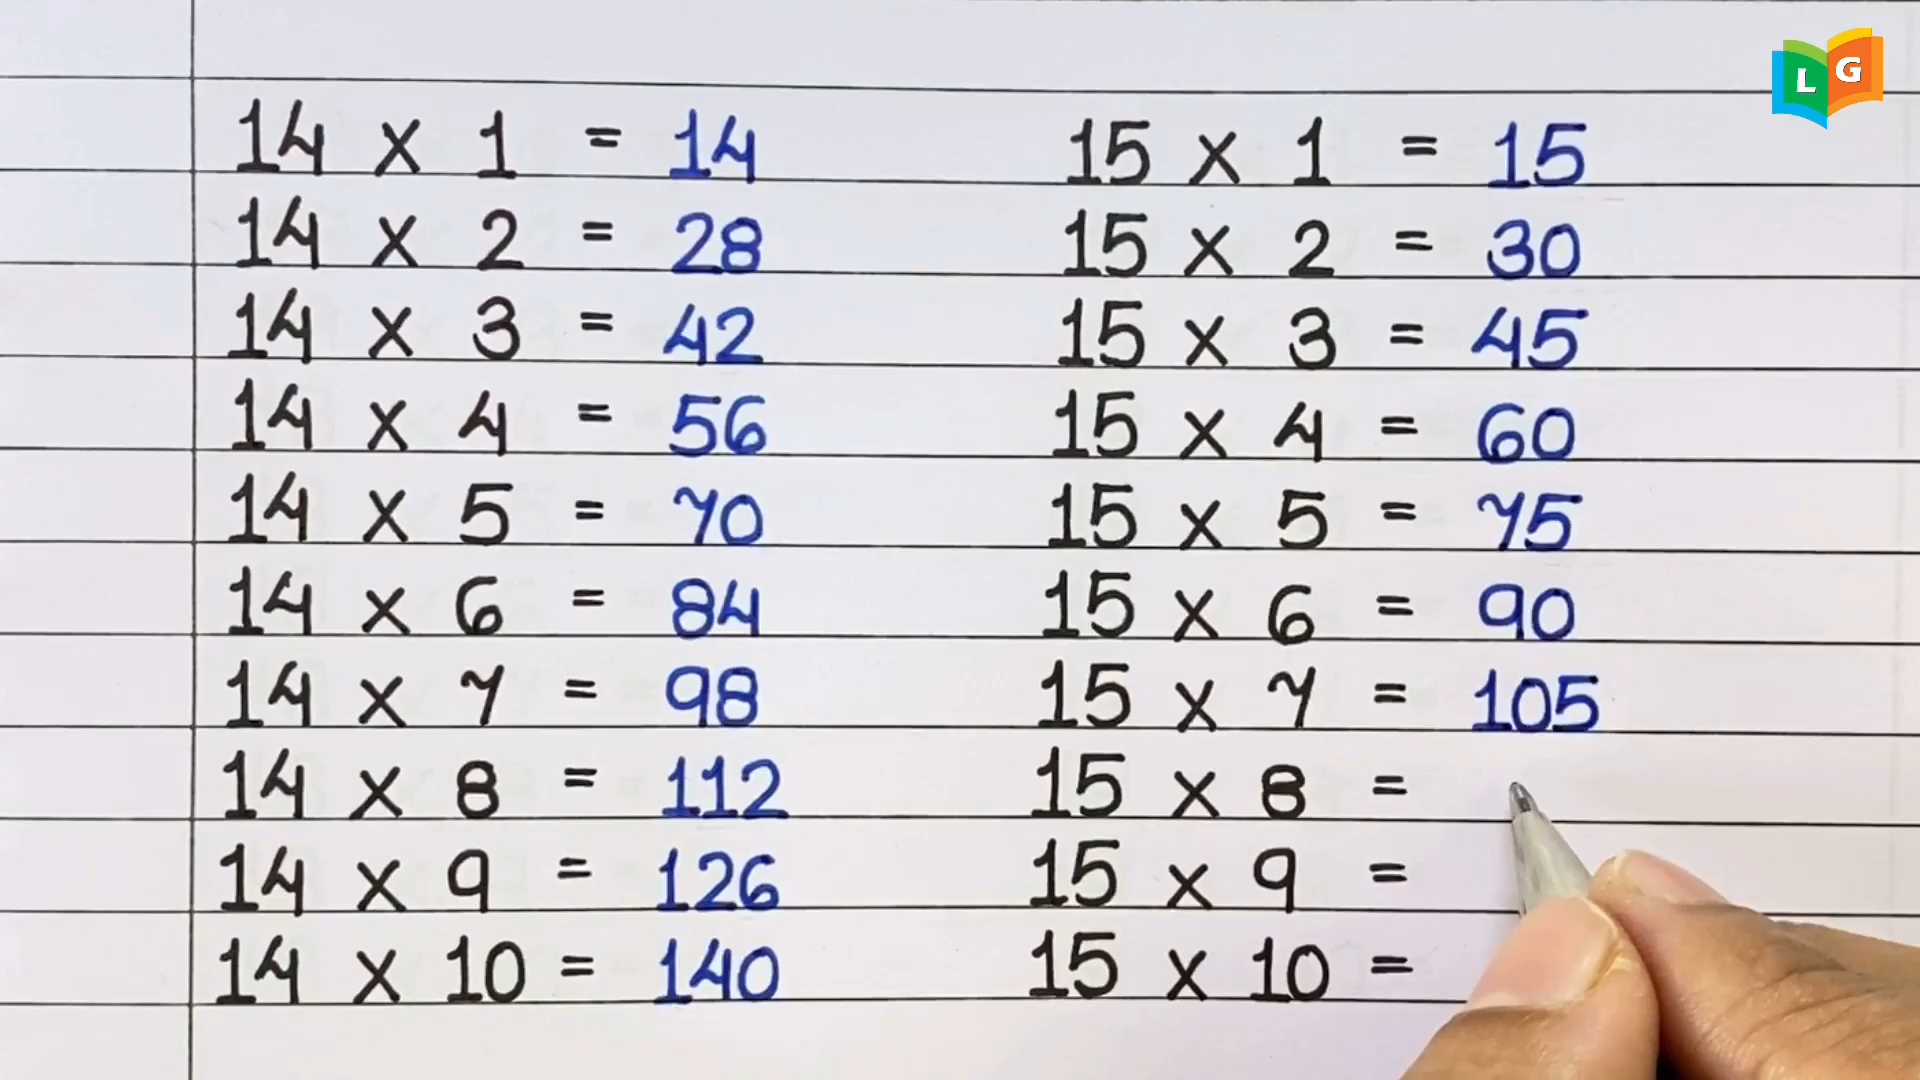 L G
14 x 1 = 14
14 x 2 = 28
14 x 3 = 42
14 x 4 = 56
14 x 5 = 70
14 x 6 = 84
14 x 7 = 98
14 x 8 = 112
14 x 9 = 126
14 x 10 = 140
15 x 1 = 15
15 x 2 = 30
15 x 3 = 45
15 x 4 = 60
15 x 5 = 75
15 x 6 = 90
15 x 7 = 105
15 x 8 =
15 x 9 =
15 x 10 =